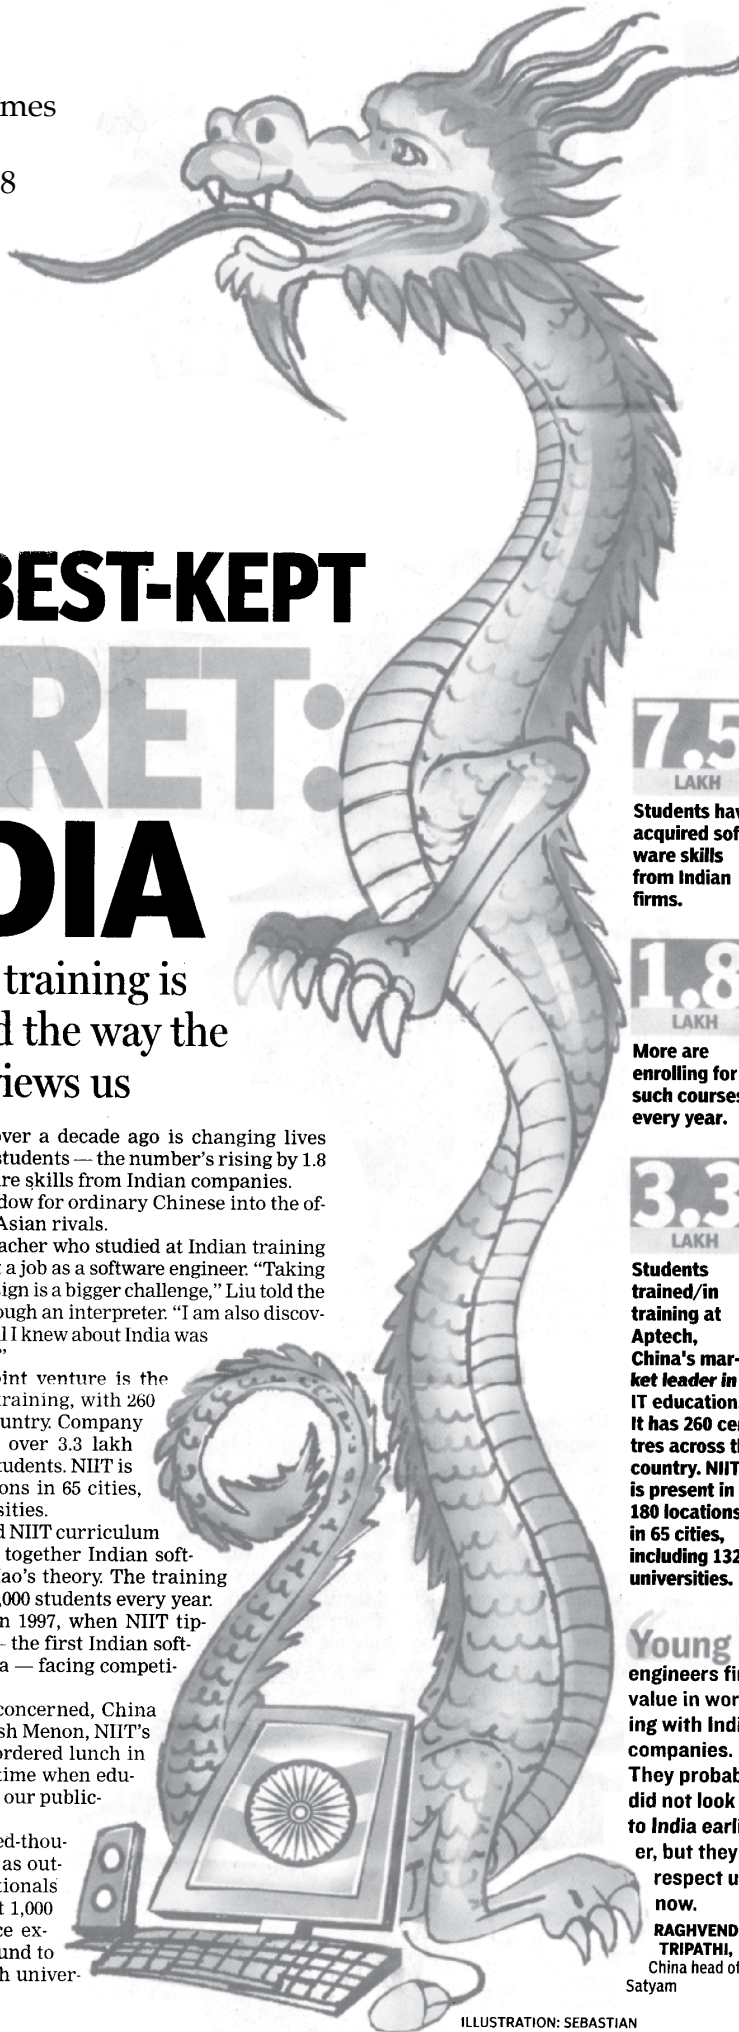 mes
8
BEST-KEPT
RET:
DIA
training is
d the way the
views us
over a decade ago is changing lives
students — the number's rising by 1.8
re skills from Indian companies.
dow for ordinary Chinese into the of-
Asian rivals.
acher who studied at Indian training
t a job as a software engineer. “Taking
sign is a bigger challenge,” Liu told the
ough an interpreter. “I am also discov-
l I knew about India was
”
oint venture is the
training, with 260
untry. Company
over 3.3 lakh
tudents. NIIT is
ons in 65 cities,
sities.
d NIIT curriculum
together Indian soft-
ao's theory. The training
,000 students every year.
n 1997, when NIIT tip-
– the first Indian soft-
a — facing competi-
concerned, China
sh Menon, NIIT's
ordered lunch in
time when edu-
our public-
ed-thou-
as out-
tionals
t 1,000
ce ex-
und to
h univer-
7.5
LAKH
Students hav
acquired sof
ware skills
from Indian
firms.
1.8
LAKH
More are
enrolling for
such courses
every year.
3.3
LAKH
Students
trained/in
training at
Aptech,
China's mar-
ket leader in
IT education.
It has 260 cen
tres across th
country. NIIT
is present in
180 locations
in 65 cities,
including 132
universities.
“Young
engineers fin
value in wor
ing with Indi
companies.
They probab
did not look
to India earli
er, but they
respect u
now.
RAGHVEND
TRIPATHI,
China head of
Satyam
ILLUSTRATION: SEBASTIAN